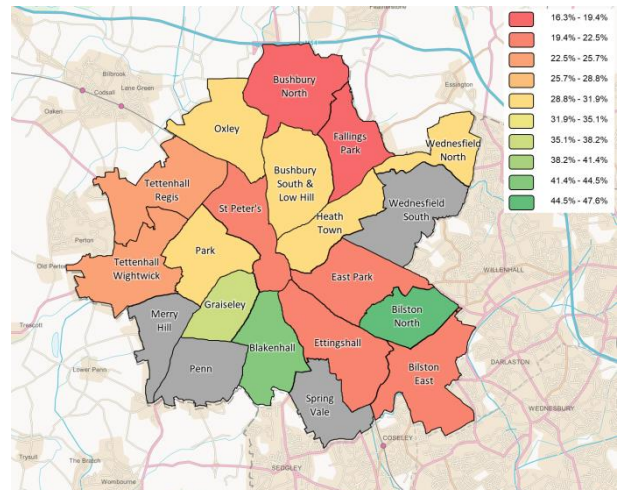 16.3% - 19.4%
19.4% - 22.5%
22.5% - 25.7%
25.7% - 28.8%
28.8% - 31.9%
31.9% - 35.1%
35.1% - 38.2%
38.2% - 41.4%
41.4% - 44.5%
44.5% - 47.6%
Bilbrook
Lane Green
Codsall
Oaken
Essington
Bushbury
North
Oxley
Fallings
Park
Wednesfield
North
Bushbury
South &
Low Hill
Tettenhall
Regis
St Peter's
Wednesfield
South
Heath
Town
Perton
Old Perto
Tettenhall
Wightwick
Park
East Park
WILLENHALL
Trescott
Merry
Hill
Graiseley
Bilston
North
Blakenhall
Ettingshall
DARLASTON
Lower Penn
Penn
Bilston
East
Spring
Vale
WEDNESBURY
COSELEY
SEDGLEY
Trysull
The Bratch
Wombourne